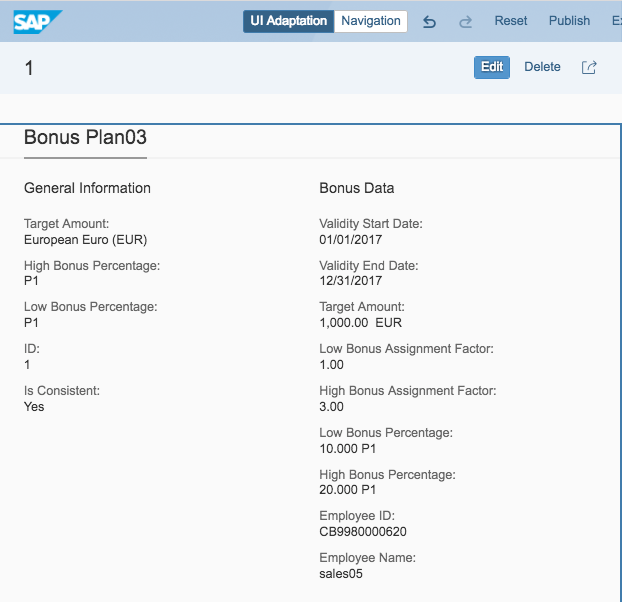 SAP
UI Adaptation Navigation Reset Publish
1 Edit Delete
Bonus Plan03
General Information
Target Amount:
European Euro (EUR)
High Bonus Percentage:
P1
Low Bonus Percentage:
P1
ID:
1
Is Consistent:
Yes
Bonus Data
Validity Start Date:
01/01/2017
Validity End Date:
12/31/2017
Target Amount:
1,000.00 EUR
Low Bonus Assignment Factor:
1.00
High Bonus Assignment Factor:
3.00
Low Bonus Percentage:
10.000 P1
High Bonus Percentage:
20.000 P1
Employee ID:
CB9980000620
Employee Name:
sales05